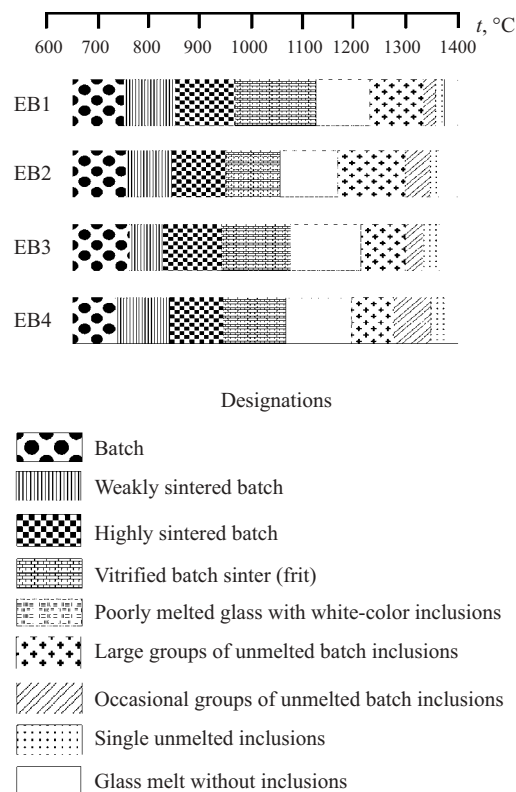 t, °C
600 700 800 900 1000 1100 1200 1300 1400
EB1
EB2
EB3
EB4
Designations
Batch
Weakly sintered batch
Highly sintered batch
Vitrified batch sinter (frit)
Poorly melted glass with white-color inclusions
Large groups of unmelted batch inclusions
Occasional groups of unmelted batch inclusions
Single unmelted inclusions
Glass melt without inclusions